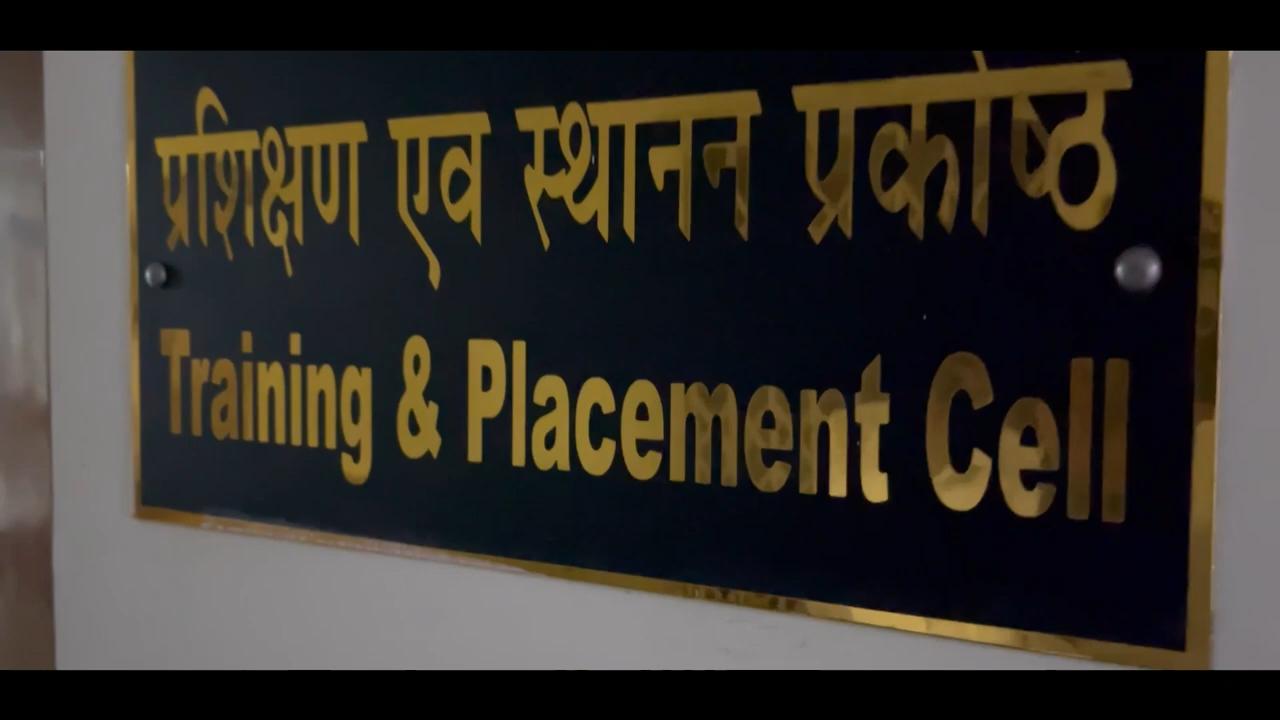 प्रशिक्षण एव स्थानन प्रकोष्ठ
Training & Placement Cell